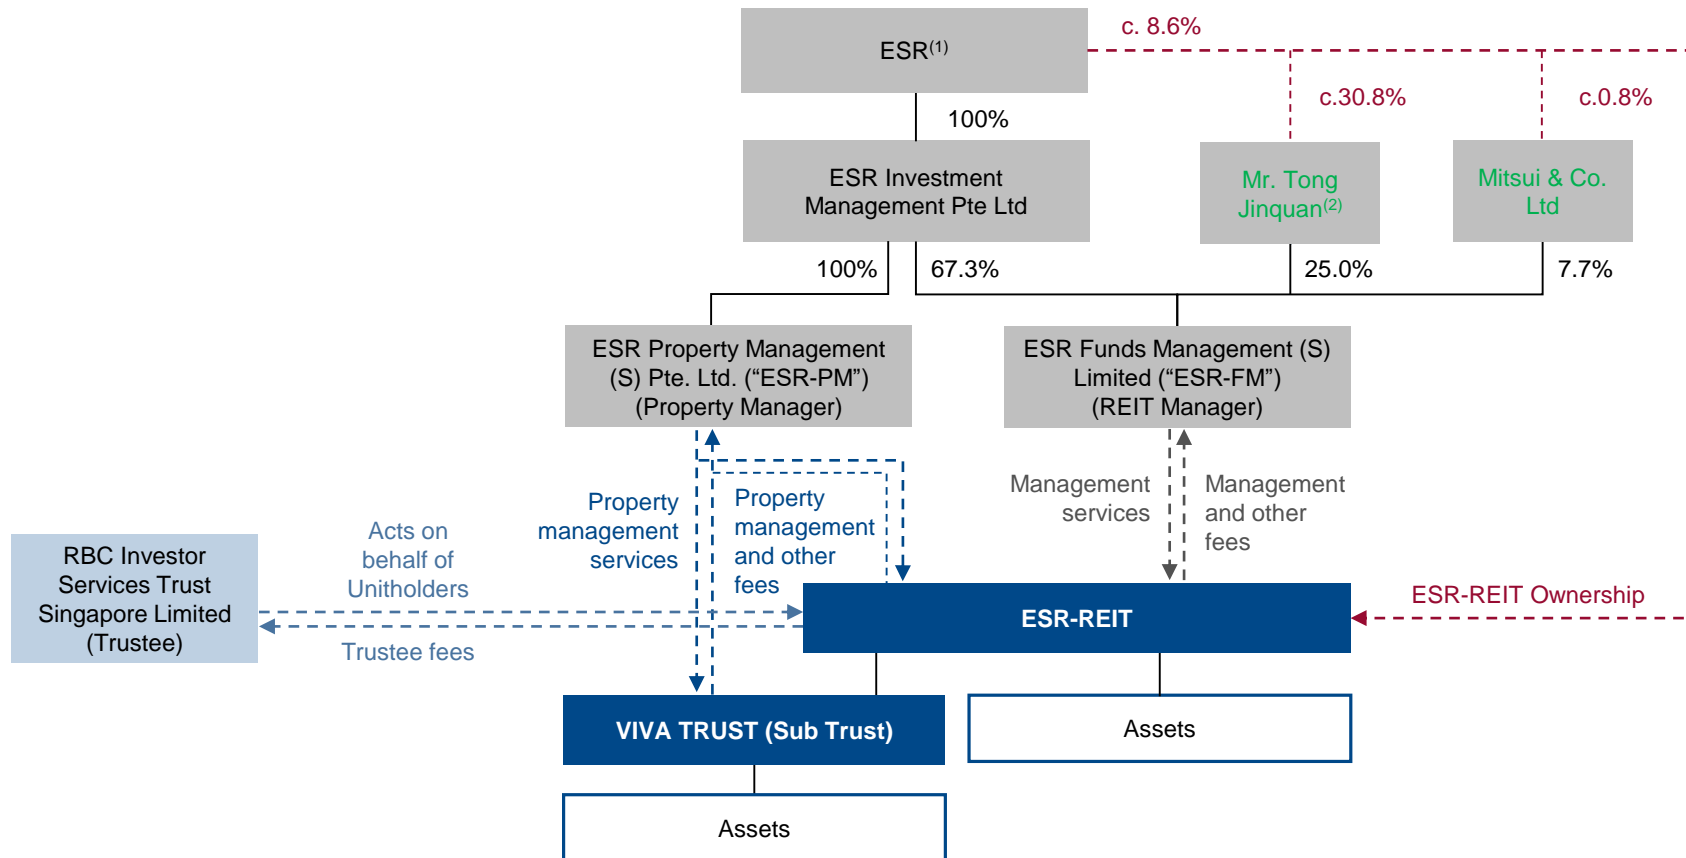 c. 8.6%
ESR(1)
c.30.8%
c.0.8%
100%
ESR Investment
Management Pte Ltd
Mr. Tong
Jinquan(2)
Mitsui & Co.
Ltd
100%
67.3%
25.0%
7.7%
ESR Property Management
(S) Pte. Ltd. (“ESR-PM”)
(Property Manager)
ESR Funds Management (S)
Limited (“ESR-FM”)
(REIT Manager)
Property
management
services
Property
management
and other
fees
Management
services
Management
and other
fees
Acts on
behalf of
Unitholders
RBC Investor
Services Trust
Singapore Limited
(Trustee)
Trustee fees
ESR-REIT
ESR-REIT Ownership
VIVA TRUST (Sub Trust)
Assets
Assets